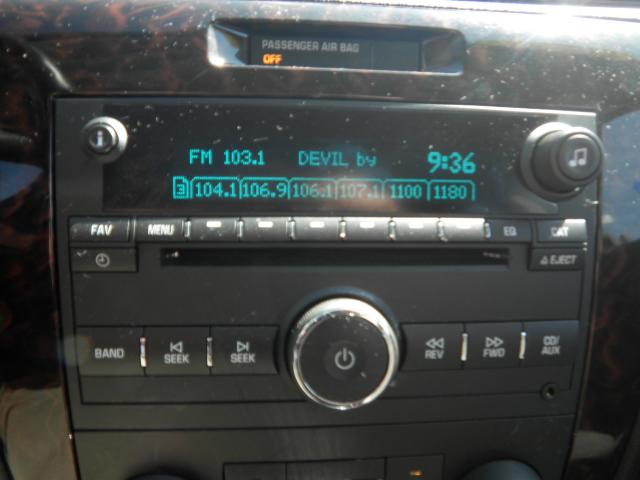 PASSENGER AIR BAG
OFF
FM 103.1 DEVIL by 9:36
3 104.1 106.9 106.1 107.1 1100 1180
FAV MENU EQ CAT
EJECT
BAND SEEK SEEK REV FWD CD/AUX